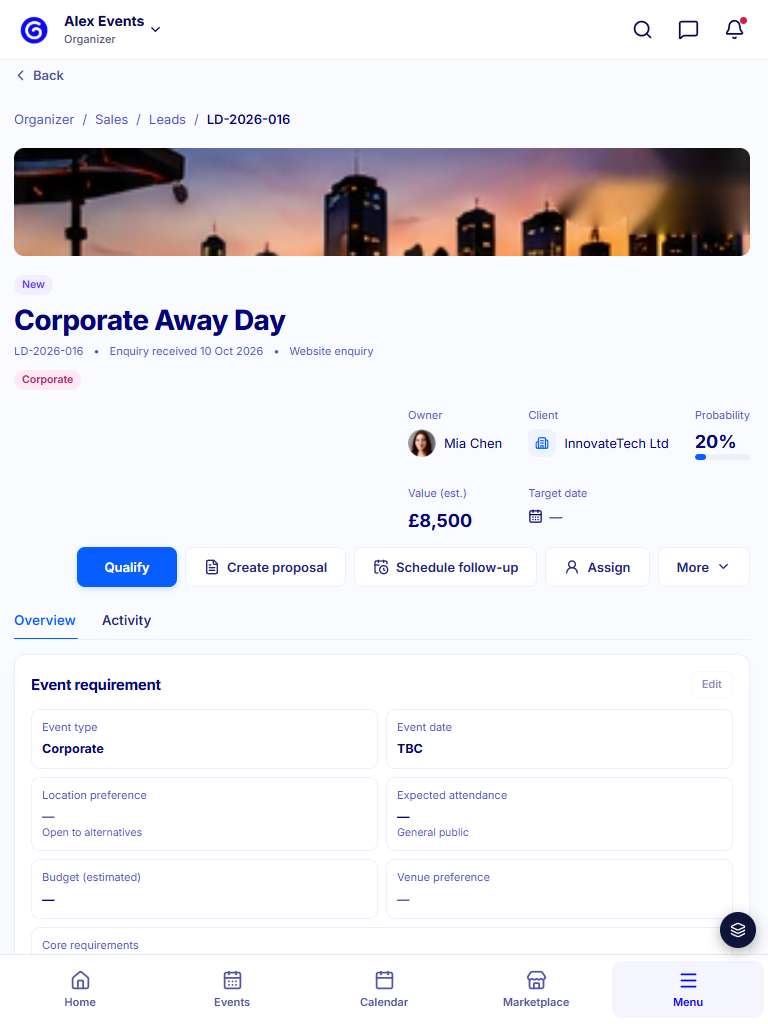 Alex Events
Organizer
Back
Organizer / Sales / Leads / LD-2026-016
New
Corporate Away Day
LD-2026-016 • Enquiry received 10 Oct 2026 • Website enquiry
Corporate
Owner Client Probability
Mia Chen InnovateTech Ltd 20%
Value (est.) Target date
£8,500 —
Qualify Create proposal Schedule follow-up Assign More
Overview Activity
Event requirement Edit
Event type Event date
Corporate TBC
Location preference Expected attendance
— —
Open to alternatives General public
Budget (estimated) Venue preference
— —
Core requirements
Home Events Calendar Marketplace Menu